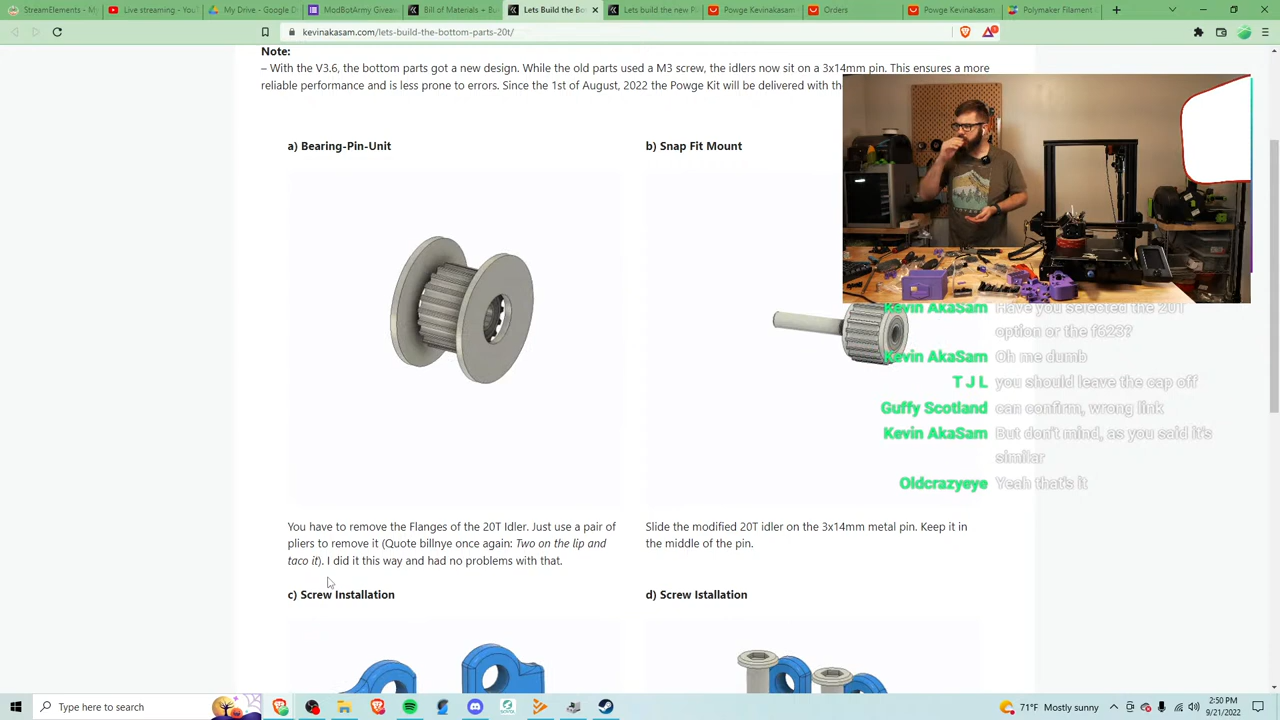 StreamElements - My
Live streaming - YouTu
My Drive - Google D
ModBotArmy Giveaw
Bill of Materials + Bu
Lets Build the Bo
Lets build the new P
Powge Kevinakasam
Orders
Powge Kevinakasam
Polymaker Filament
kevinakasam.com/lets-build-the-bottom-parts-20t/
Note:
– With the V3.6, the bottom parts got a new design. While the old parts used a M3 screw, the idlers now sit on a 3x14mm pin. This ensures a more
reliable performance and is less prone to errors. Since the 1st of August, 2022 the Powge Kit will be delivered with th
a) Bearing-Pin-Unit
b) Snap Fit Mount
Kevin AkaSam Have you selected the 20T
option or the f623?
Kevin AkaSam Oh me dumb
T J L you should leave the cap off
Guffy Scotland can confirm, wrong link
Kevin AkaSam But don't mind, as you said it's
similar
Oldcrazyeye Yeah that's it
You have to remove the Flanges of the 20T Idler. Just use a pair of
pliers to remove it (Quote billnye once again: Two on the lip and
taco it). I did it this way and had no problems with that.
Slide the modified 20T idler on the 3x14mm metal pin. Keep it in
the middle of the pin.
c) Screw Installation
d) Screw Istallation
Type here to search
71°F Mostly sunny
2:50 PM
9/21/2022